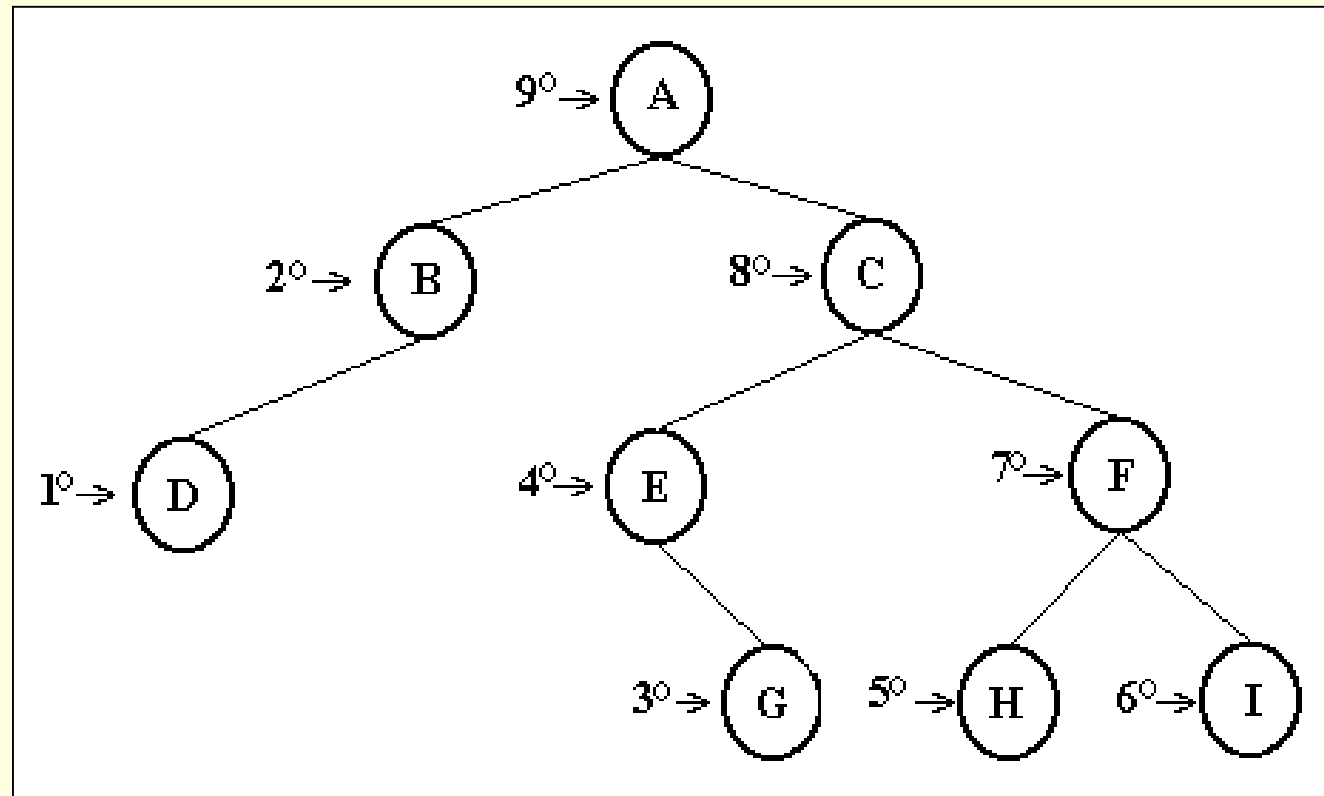 9º→ A
2º→ B
8º→ C
1º→ D
4º→ E
7º→ F
3º→ G
5º→ H
6º→ I